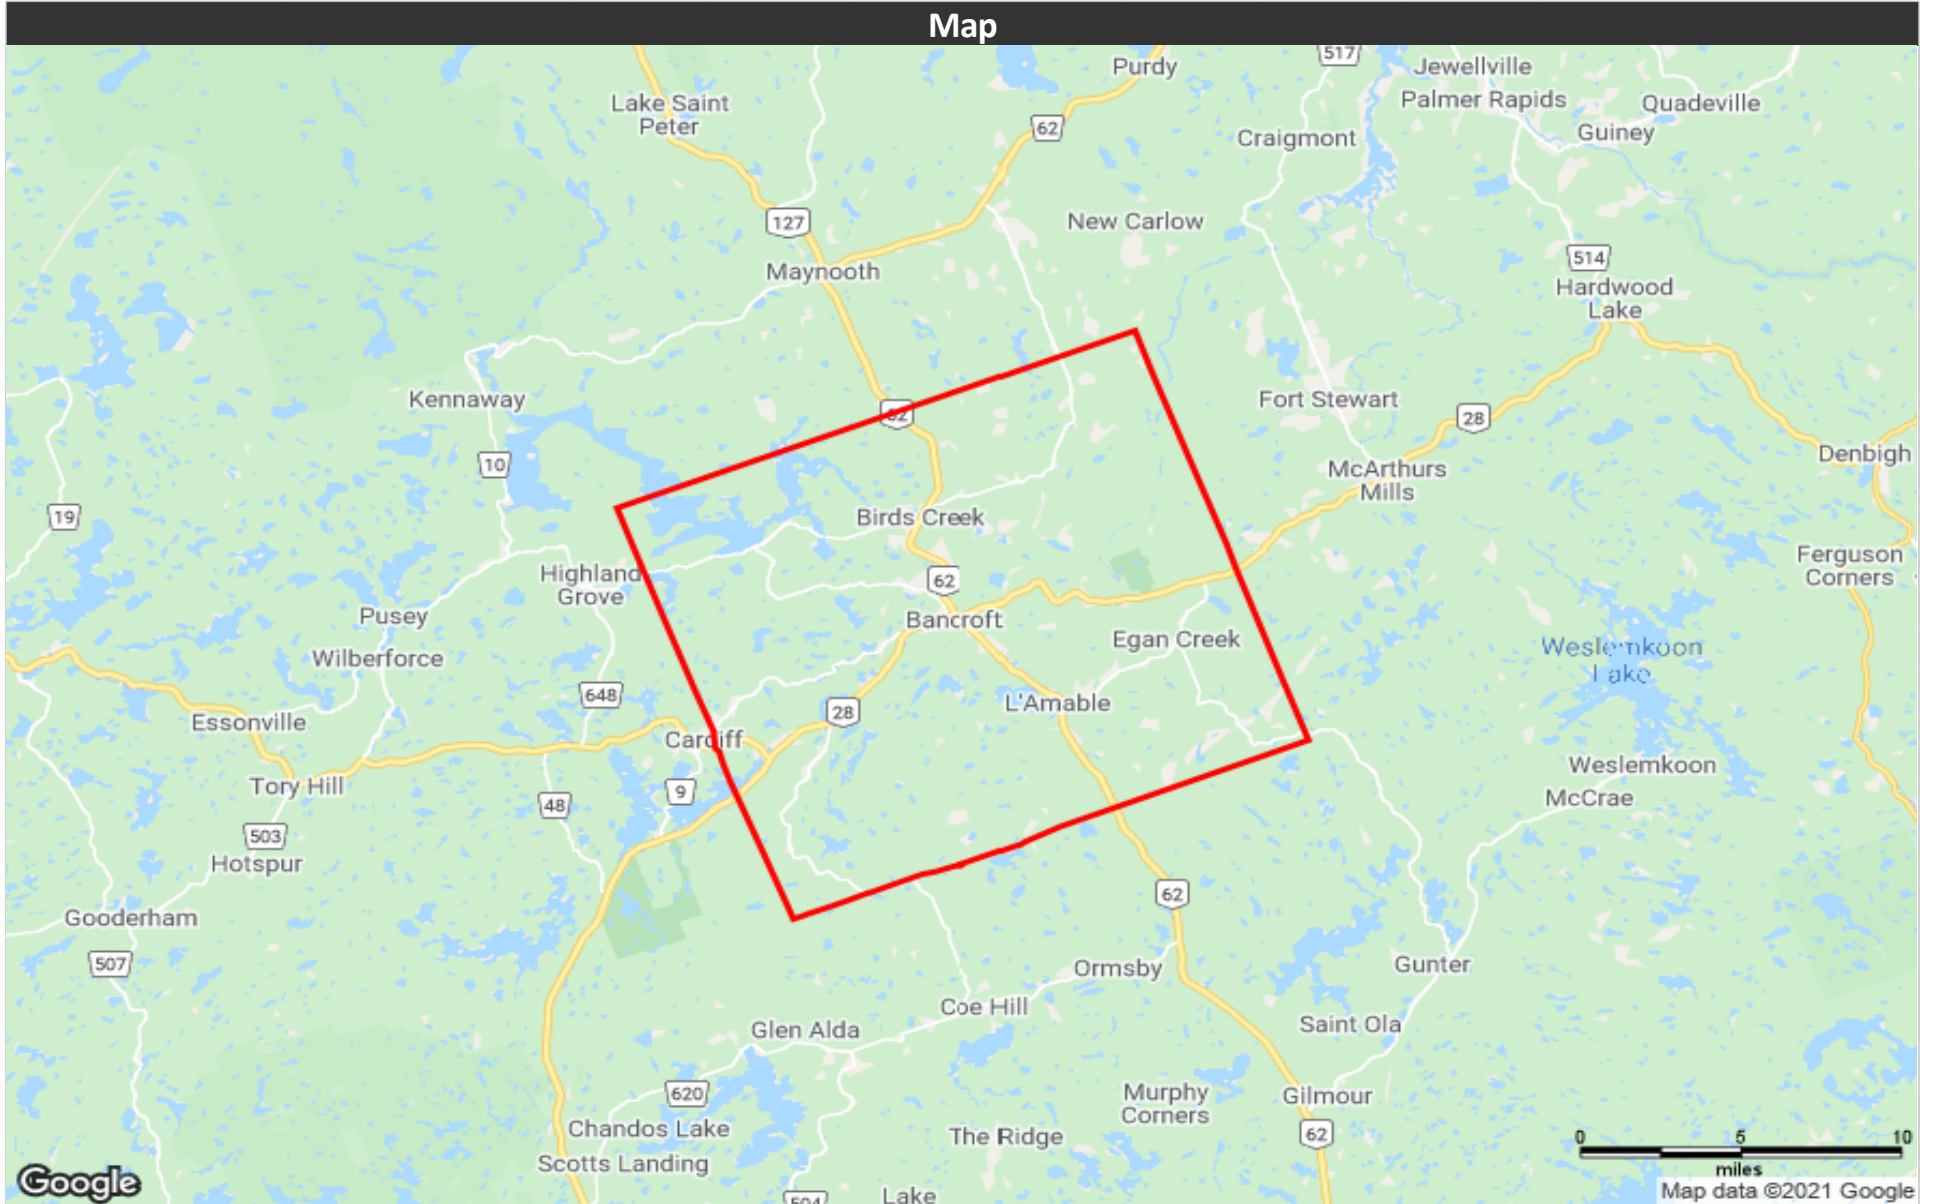 Map
517
Purdy
Jewellville
Lake Saint
Peter
Palmer Rapids
Quadeville
62
Guiney
Craigmont
127
New Carlow
514
Maynooth
Hardwood
Lake
Kennaway
Fort Stewart
62
28
Denbigh
10
McArthurs
Mills
19
Birds Creek
Ferguson
Corners
Highland
Grove
62
Pusey
Bancroft
Egan Creek
Weslemkoon
Lake
Wilberforce
648
L'Amable
28
Essonville
Cardiff
Weslemkoon
Tory Hill
9
48
McCrae
503
Hotspur
62
Gooderham
507
Ormsby
Gunter
Coe Hill
Glen Alda
Saint Ola
620
Murphy
Corners
Gilmour
Chandos Lake
The Ridge
62
0 5 10
miles
Scotts Landing
Google
504
Lake
Map data ©2021 Google